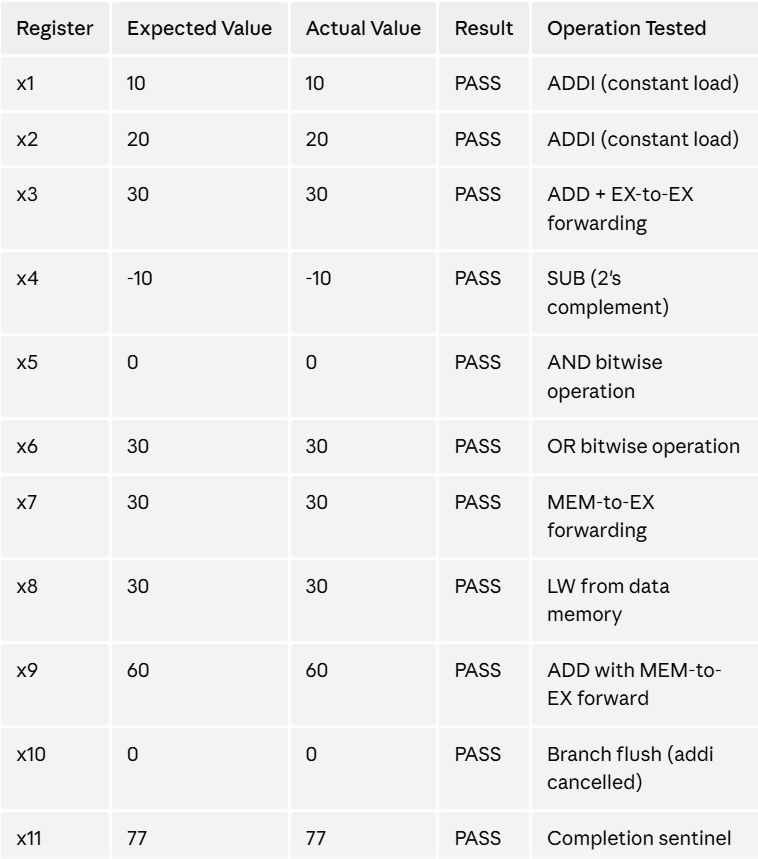 Register Expected Value Actual Value Result Operation Tested
x1 10 10 PASS ADDI (constant load)
x2 20 20 PASS ADDI (constant load)
x3 30 30 PASS ADD + EX-to-EX
forwarding
x4 -10 -10 PASS SUB (2's
complement)
x5 0 0 PASS AND bitwise
operation
x6 30 30 PASS OR bitwise operation
x7 30 30 PASS MEM-to-EX
forwarding
x8 30 30 PASS LW from data
memory
x9 60 60 PASS ADD with MEM-to-
EX forward
x10 0 0 PASS Branch flush (addi
cancelled)
x11 77 77 PASS Completion sentinel